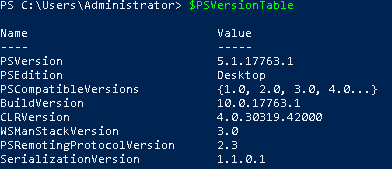 PS C:\Users\Administrator> $PSVersionTable
Name Value
---- -----
PSVersion 5.1.17763.1
PSEdition Desktop
PSCompatibleVersions {1.0, 2.0, 3.0, 4.0...}
BuildVersion 10.0.17763.1
CLRVersion 4.0.30319.42000
WSManStackVersion 3.0
PSRemotingProtocolVersion 2.3
SerializationVersion 1.1.0.1